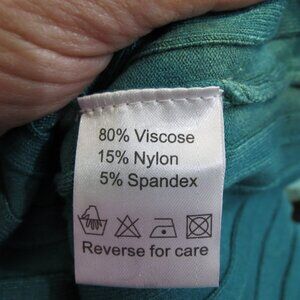 80% Viscose
15% Nylon
5% Spandex
Reverse for care